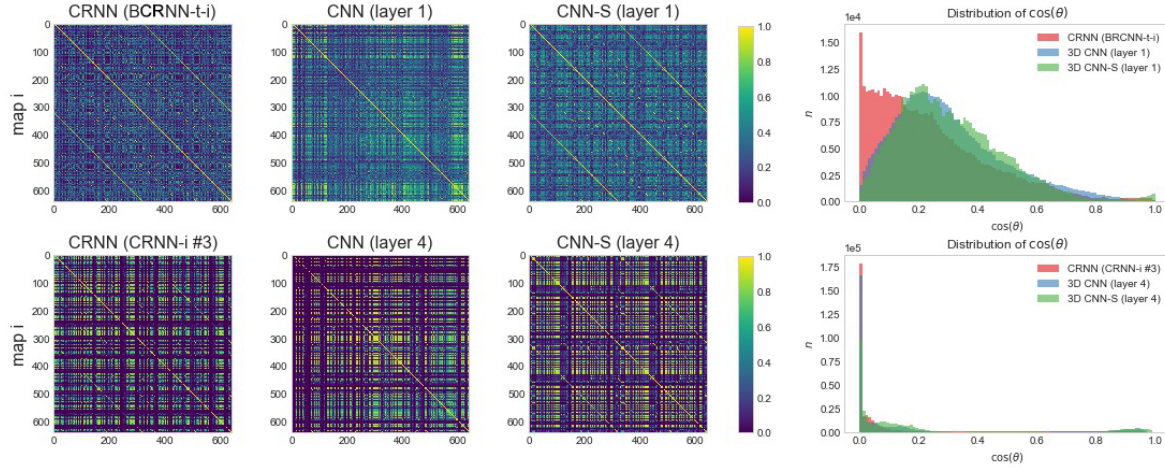 CRNN (BCRNN-t-i)
CNN (layer 1)
CNN-S (layer 1)
Distribution of cos(θ)
map i
0
100
200
300
400
500
600
0 200 400 600
0 200 400 600
0 200 400 600
1.0
0.8
0.6
0.4
0.2
0.0
1e4
n
1.50
1.25
1.00
0.75
0.50
0.25
0.00
CRNN (BRCNN-t-i)
3D CNN (layer 1)
3D CNN-S (layer 1)
0.0 0.2 0.4 0.6 0.8 1.0
cos(θ)
CRNN (CRNN-i #3)
CNN (layer 4)
CNN-S (layer 4)
Distribution of cos(θ)
map i
0
100
200
300
400
500
600
0 200 400 600
0 200 400 600
0 200 400 600
1.0
0.8
0.6
0.4
0.2
0.0
1e5
n
1.75
1.50
1.25
1.00
0.75
0.50
0.25
0.00
CRNN (CRNN-i #3)
3D CNN (layer 4)
3D CNN-S (layer 4)
0.0 0.2 0.4 0.6 0.8 1.0
cos(θ)